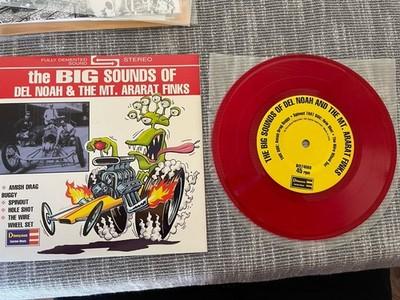 FULLY DEMENTED
SOUND
S
STEREO
the BIG SOUNDS OF
DEL NOAH & THE MT. ARARAT FINKS
AMISH DRAG
BUGGY
SPINOUT
HOLE SHOT
THE WIRE
WHEEL SET
THE BIG SOUNDS OF DEL NOAH AND THE MT. ARARAT FINKS
45 rpm